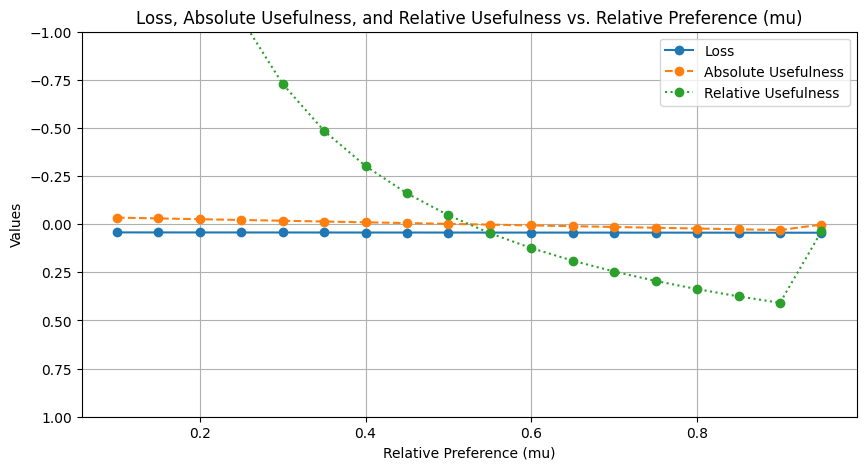 Loss, Absolute Usefulness, and Relative Usefulness vs. Relative Preference (mu)
Loss
Absolute Usefulness
Relative Usefulness
Values
−1.00
−0.75
−0.50
−0.25
0.00
0.25
0.50
0.75
1.00
0.2
0.4
0.6
0.8
Relative Preference (mu)